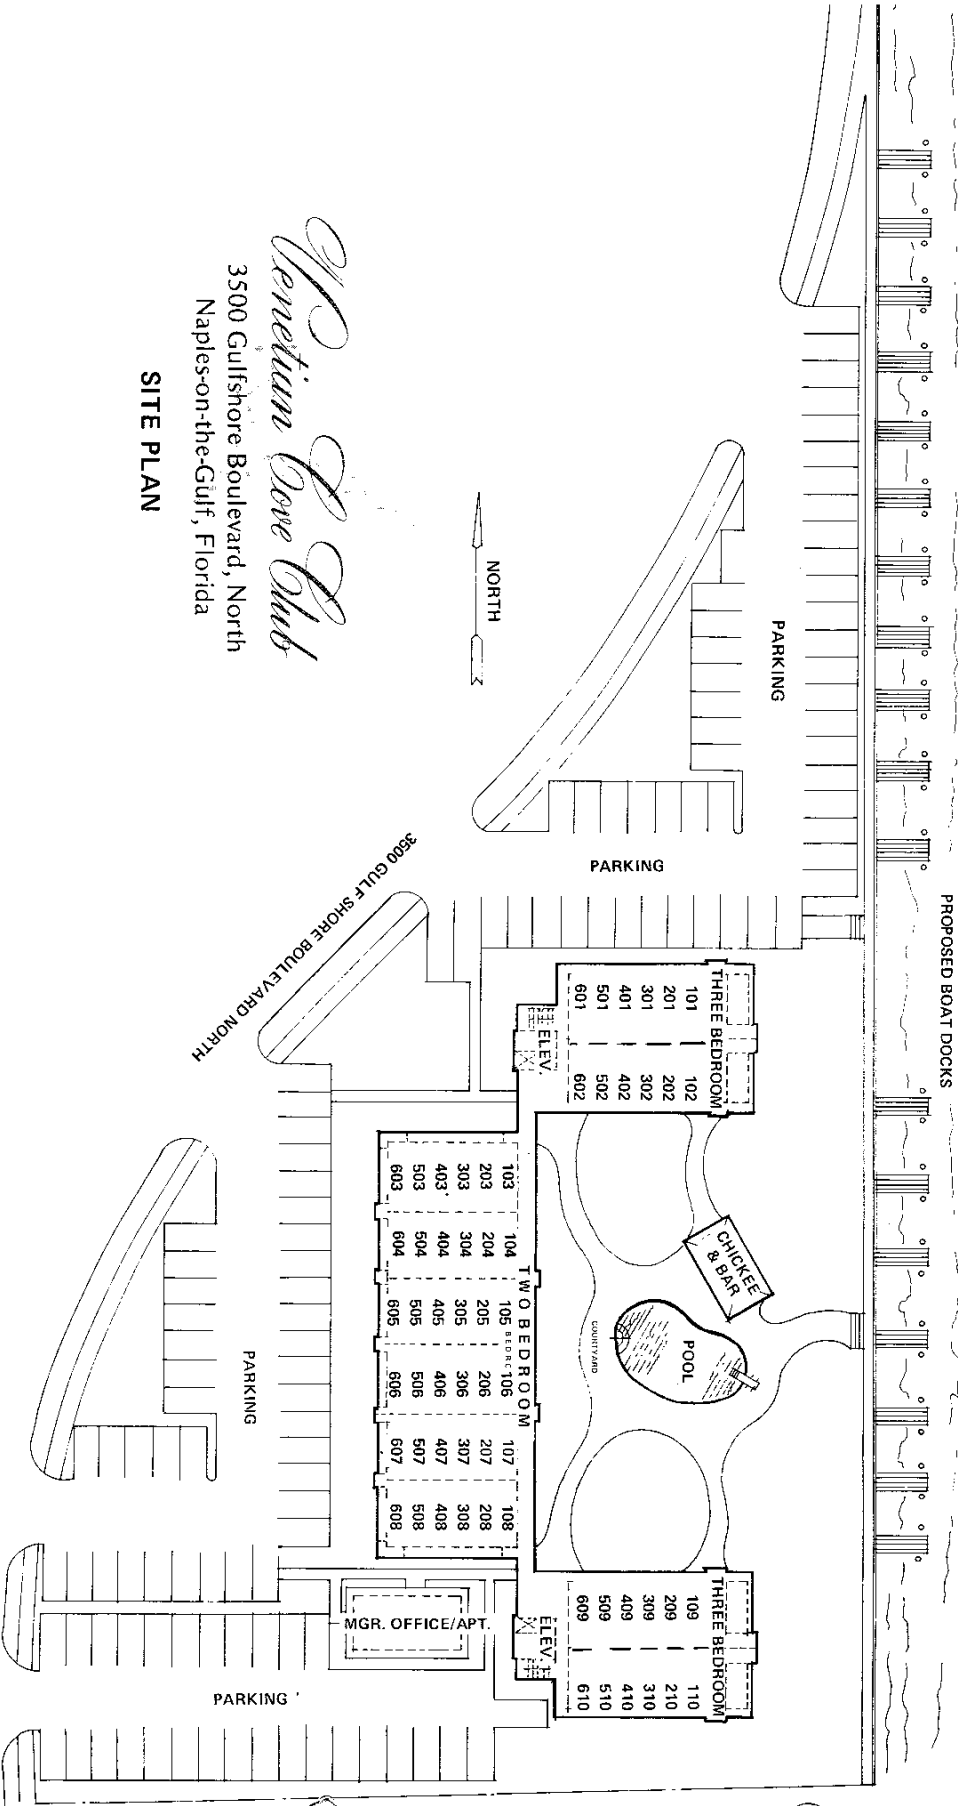 Venetian Cove Club
3500 Gulfshore Boulevard, North
Naples-on-the-Gulf, Florida
SITE PLAN
NORTH
PROPOSED BOAT DOCKS
PARKING
PARKING
3500 GULF SHORE BOULEVARD NORTH
THREE BEDROOM
101 102
201 202
301 302
401 402
501 502
601 602
ELEV.
CHICKEE
& BAR
POOL
COURTYARD
TWO BEDROOM
BEDRO
103 104 105 106 107 108
203 204 205 206 207 208
303 304 305 306 307 308
403 404 405 406 407 408
503 504 505 506 507 508
603 604 605 606 607 608
THREE BEDROOM
109 110
209 210
309 310
409 410
509 510
609 610
ELEV.
MGR. OFFICE/APT.
PARKING
PARKING